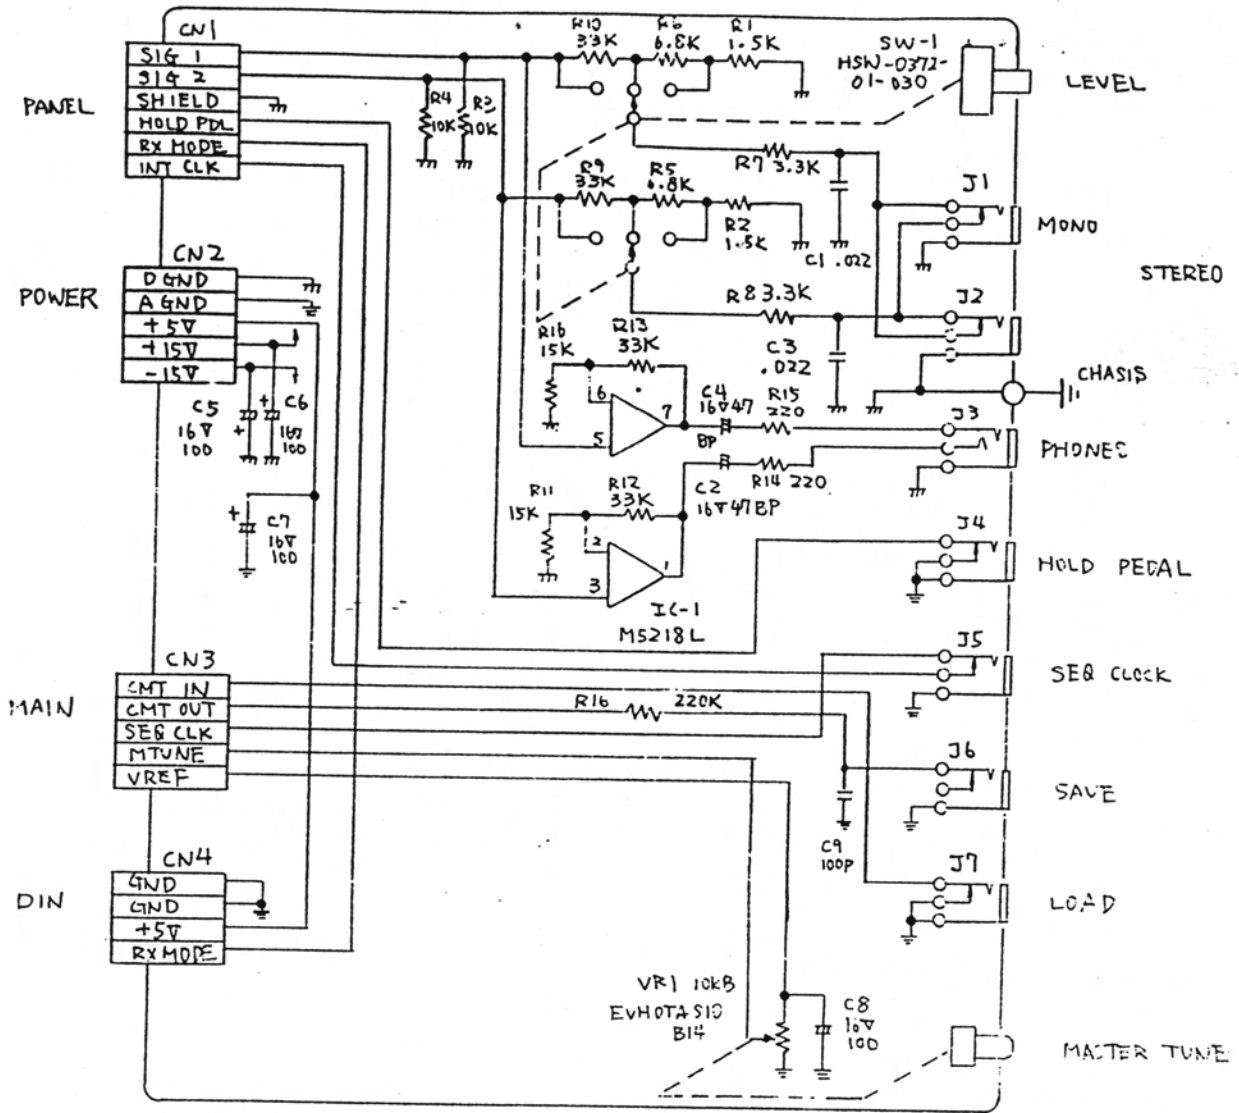 CN1
SIG 1
SIG 2
SHIELD
HOLD PDL
RX MODE
INT CLK
PANEL
R10
33K
R6
6.8K
R1
1.5K
SW-1
HSW-0372-
01-030
LEVEL
R4
10K
R3
10K
R7 3.3K
R9
33K
R5
6.8K
R2
1.5K
C1 .022
J1
MONO
STEREO
CN2
D GND
A GND
+5V
+15V
-15V
POWER
R8 3.3K
J2
R16
15K
R13
33K
C3
.022
CHASIS
C5
16V
100
C6
16V
100
6
5
7
C4
16V47
BP
R15
220
J3
PHONES
R11
15K
R12
33K
C2
16V47BP
R14 220
C7
16V
100
2
3
1
IC-1
M5218L
J4
HOLD PEDAL
CN3
CMT IN
CMT OUT
SEQ CLK
MTUNE
VREF
MAIN
R16 220K
J5
SEQ CLOCK
J6
SAVE
C9
100P
CN4
GND
GND
+5V
RX MODE
DIN
J7
LOAD
VR1 10KB
EVHOTAS10
B14
C8
16V
100
MASTER TUNE